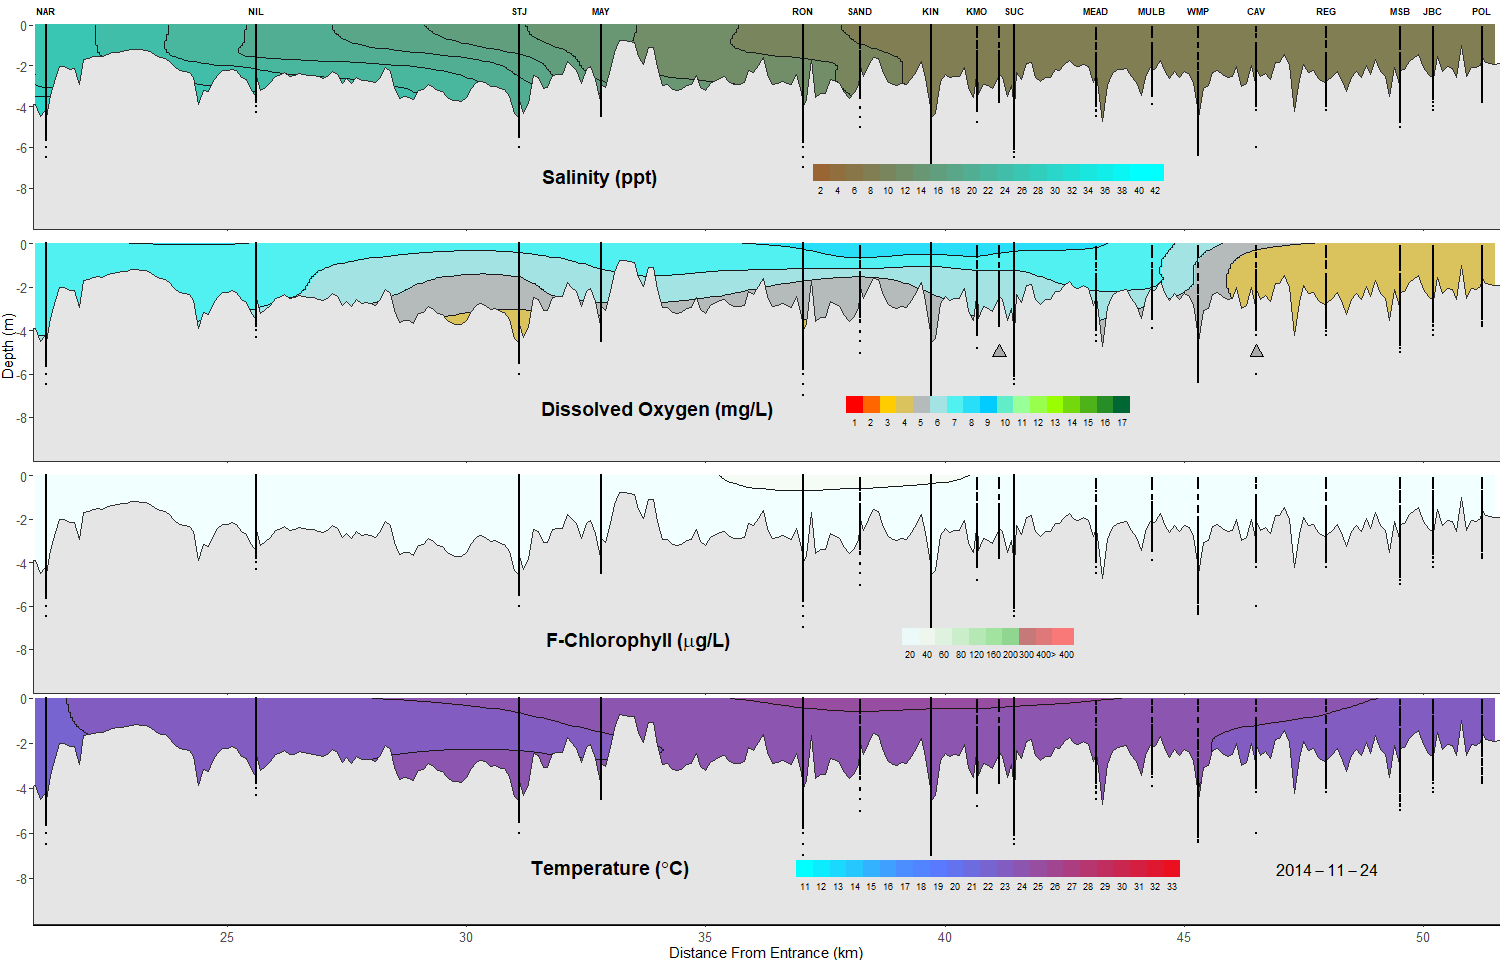 NAR NIL STJ MAY RON SAND KIN KMO SUC MEAD MULB WMP CAV REG MSB JBC POL
0
-2
-4
-6
-8
Salinity (ppt)
2 4 6 8 10 12 14 16 18 20 22 24 26 28 30 32 34 36 38 40 42
0
-2
-4
-6
-8
Depth (m)
Dissolved Oxygen (mg/L)
1 2 3 4 5 6 7 8 9 10 11 12 13 14 15 16 17
0
-2
-4
-6
-8
F-Chlorophyll (µg/L)
20 40 60 80 120 160 200 300 400 > 400
0
-2
-4
-6
-8
Temperature (°C)
11 12 13 14 15 16 17 18 19 20 21 22 23 24 25 26 27 28 29 30 31 32 33
2014 – 11 – 24
25 30 35 40 45 50
Distance From Entrance (km)